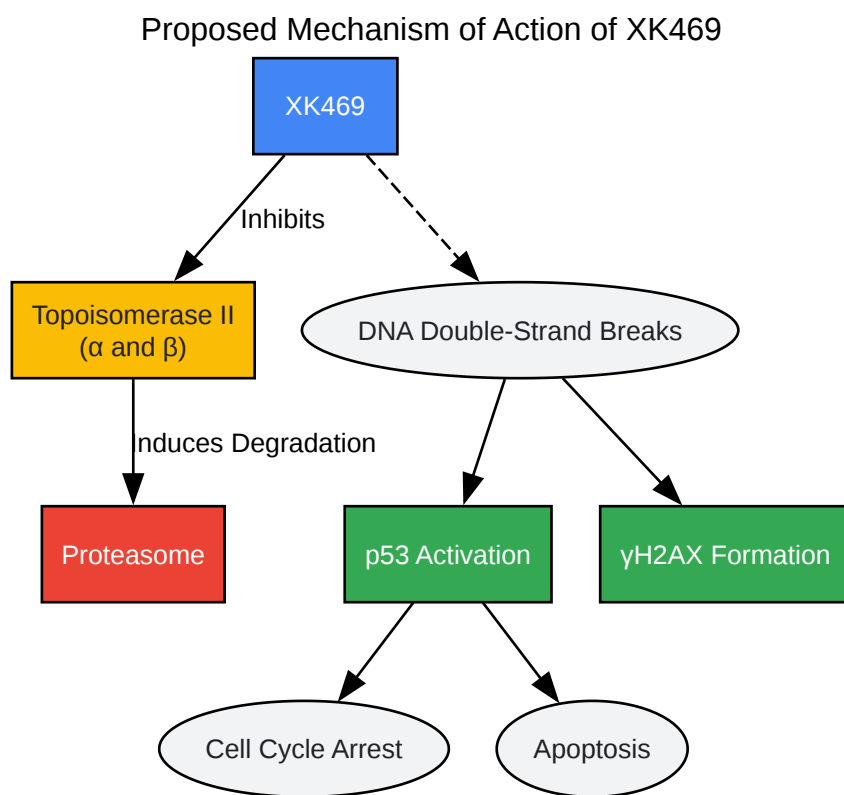 Proposed Mechanism of Action of XK469
XK469
Inhibits
Topoisomerase II
(α and β)
DNA Double-Strand Breaks
Induces Degradation
Proteasome
p53 Activation
γH2AX Formation
Cell Cycle Arrest
Apoptosis